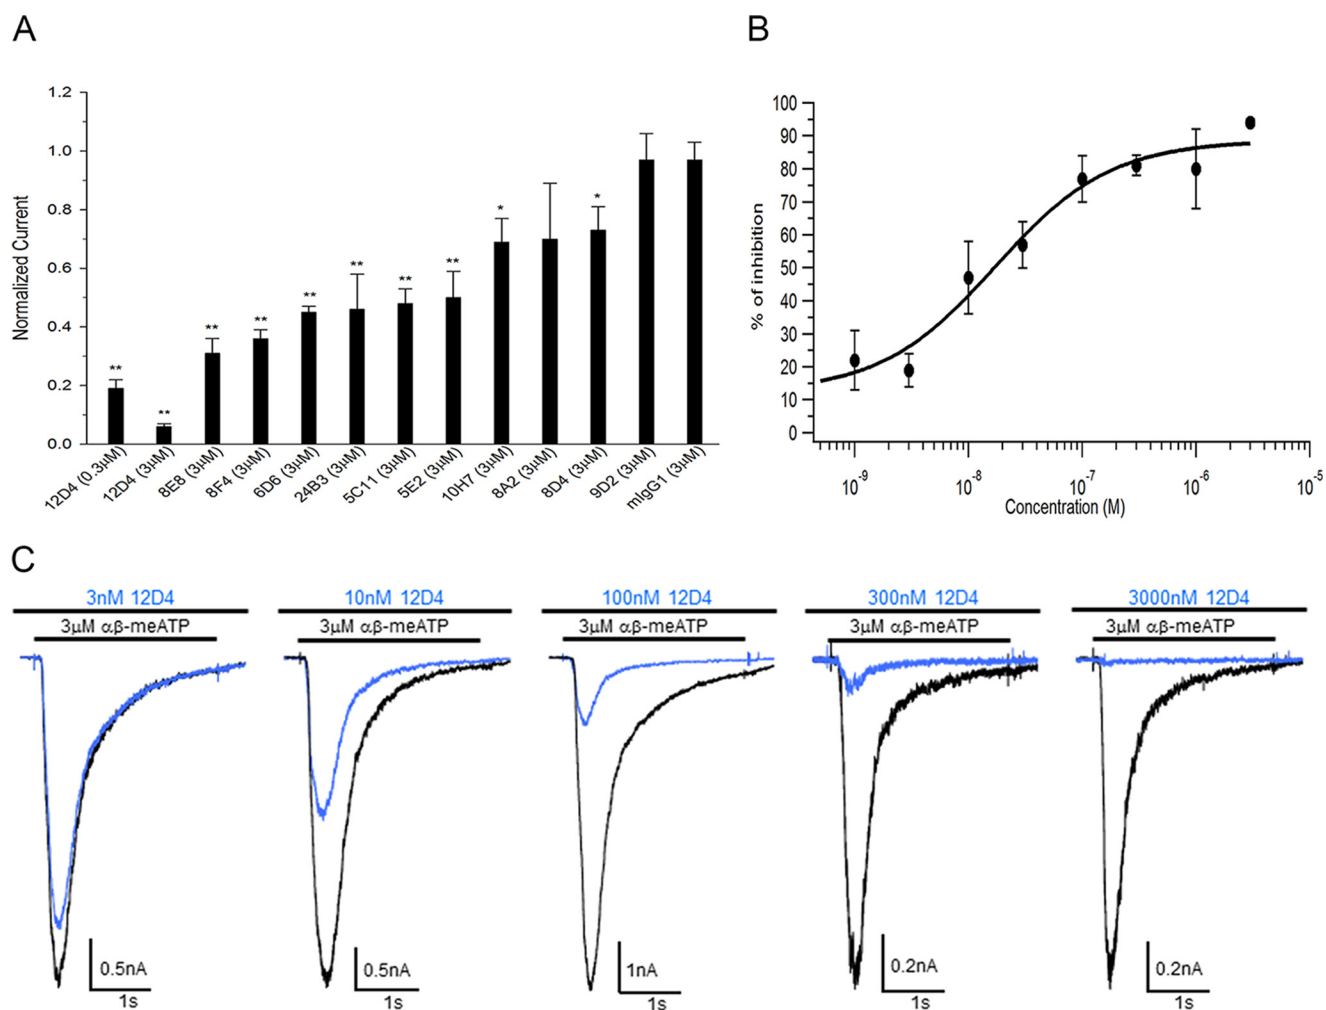 A
Normalized Current
1.2
1.0
0.8
0.6
0.4
0.2
0.0
**
**
**
**
**
**
**
**
*
*
12D4 (0.3µM)
12D4 (3µM)
8E8 (3µM)
8F4 (3µM)
6D6 (3µM)
24B3 (3µM)
5C11 (3µM)
5E2 (3µM)
10H7 (3µM)
8A2 (3µM)
8D4 (3µM)
9D2 (3µM)
mIgG1 (3µM)
B
% of inhibition
100
90
80
70
60
50
40
30
20
10
0
10-9
10-8
10-7
10-6
10-5
Concentration (M)
C
3nM 12D4
3µM αβ-meATP
0.5nA
1s
10nM 12D4
3µM αβ-meATP
0.5nA
1s
100nM 12D4
3µM αβ-meATP
1nA
1s
300nM 12D4
3µM αβ-meATP
0.2nA
1s
3000nM 12D4
3µM αβ-meATP
0.2nA
1s